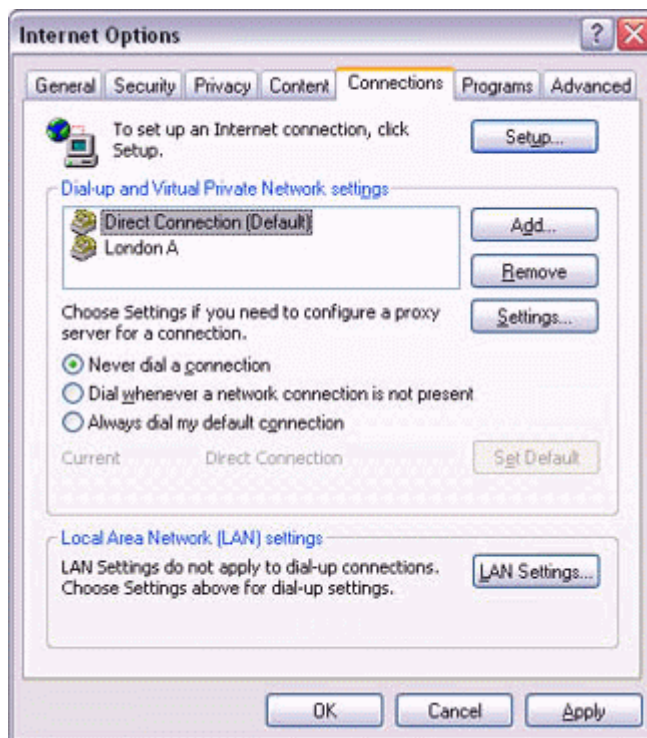 Internet Options
General Security Privacy Content Connections Programs Advanced
To set up an Internet connection, click
Setup.
Setup...
Dial-up and Virtual Private Network settings
Direct Connection (Default)
London A
Add...
Remove
Choose Settings if you need to configure a proxy
server for a connection.
Settings...
Never dial a connection
Dial whenever a network connection is not present
Always dial my default connection
Current Direct Connection Set Default
Local Area Network (LAN) settings
LAN Settings do not apply to dial-up connections.
Choose Settings above for dial-up settings.
LAN Settings...
OK Cancel Apply